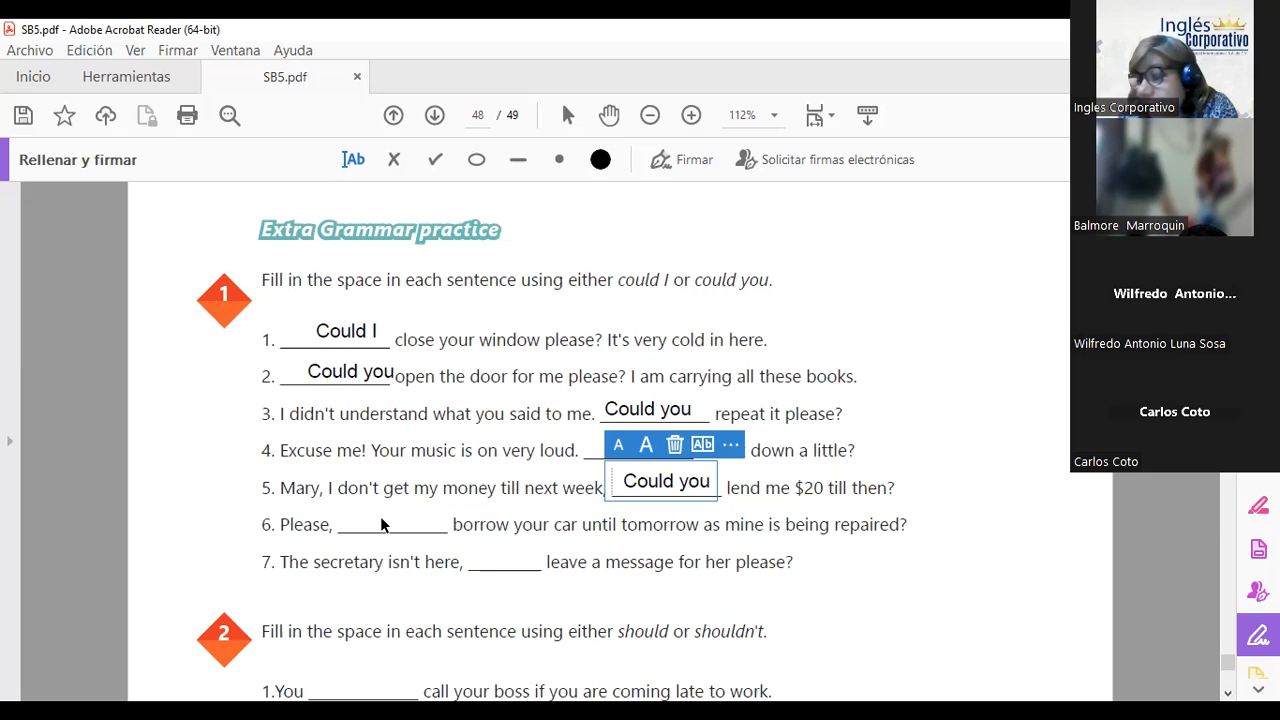 SB5.pdf - Adobe Acrobat Reader (64-bit)
Archivo Edición Ver Firmar Ventana Ayuda
Inicio Herramientas SB5.pdf ×
48 / 49 112%
Rellenar y firmar Ab Firmar Solicitar firmas electrónicas
Extra Grammar practice
1 Fill in the space in each sentence using either could I or could you.
1. Could I close your window please? It's very cold in here.
2. Could you open the door for me please? I am carrying all these books.
3. I didn't understand what you said to me. Could you repeat it please?
4. Excuse me! Your music is on very loud. ____ down a little?
A A Ab ...
5. Mary, I don't get my money till next week, Could you lend me $20 till then?
6. Please, ____________ borrow your car until tomorrow as mine is being repaired?
7. The secretary isn't here, ________ leave a message for her please?
2 Fill in the space in each sentence using either should or shouldn't.
1.You ____________ call your boss if you are coming late to work.
Inglés
Corporativo
Ingles Corporativo
Balmore Marroquin
Wilfredo Antonio...
Wilfredo Antonio Luna Sosa
Carlos Coto
Carlos Coto